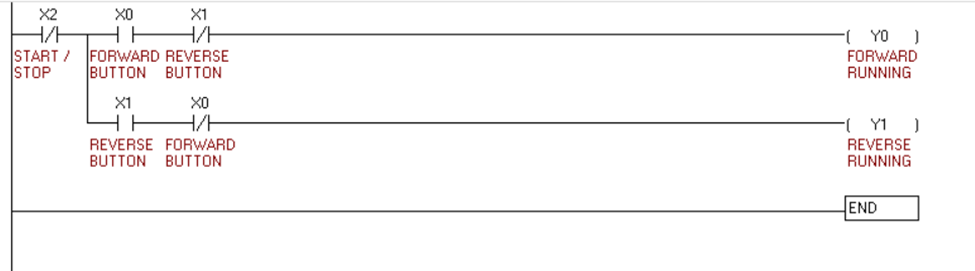 X2 X0 X1
( Y0 )
START / FORWARD REVERSE FORWARD
STOP BUTTON BUTTON RUNNING
X1 X0
( Y1 )
REVERSE FORWARD REVERSE
BUTTON BUTTON RUNNING
END